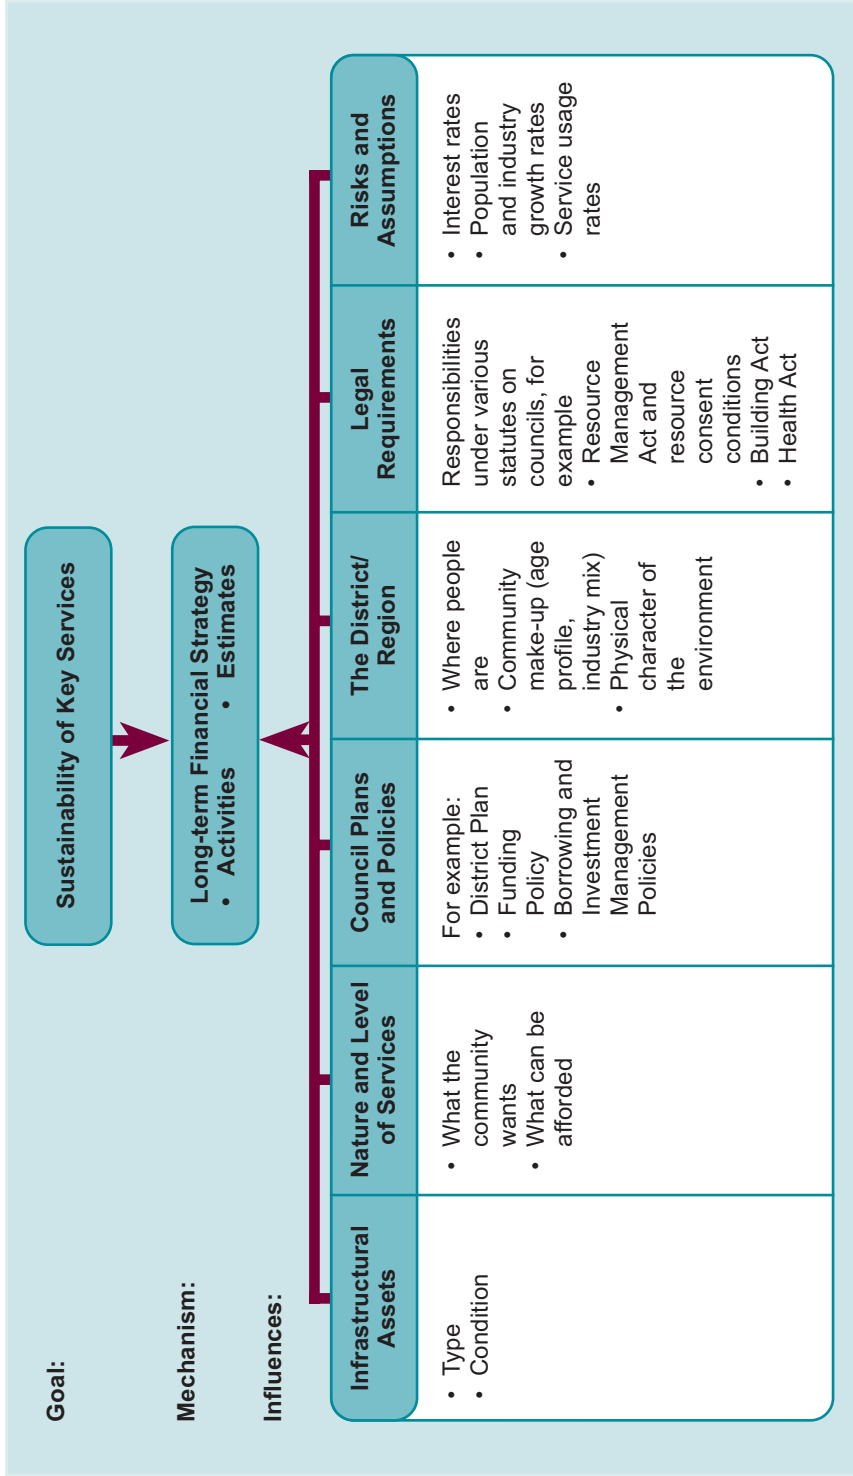 Goal:
Sustainability of Key Services
Mechanism:
Long-term Financial Strategy
• Activities • Estimates
Influences:
Infrastructural
Assets
• Type
• Condition
Nature and Level
of Services
• What the
community
wants
• What can be
afforded
Council Plans
and Policies
For example:
• District Plan
• Funding
Policy
• Borrowing and
Investment
Management
Policies
The District/
Region
• Where people
are
• Community
make-up (age
profile,
industry mix)
• Physical
character of
the
environment
Legal
Requirements
Responsibilities
under various
statutes on
councils, for
example
• Resource
Management
Act and
resource
consent
conditions
• Building Act
• Health Act
Risks and
Assumptions
• Interest rates
• Population
and industry
growth rates
• Service usage
rates